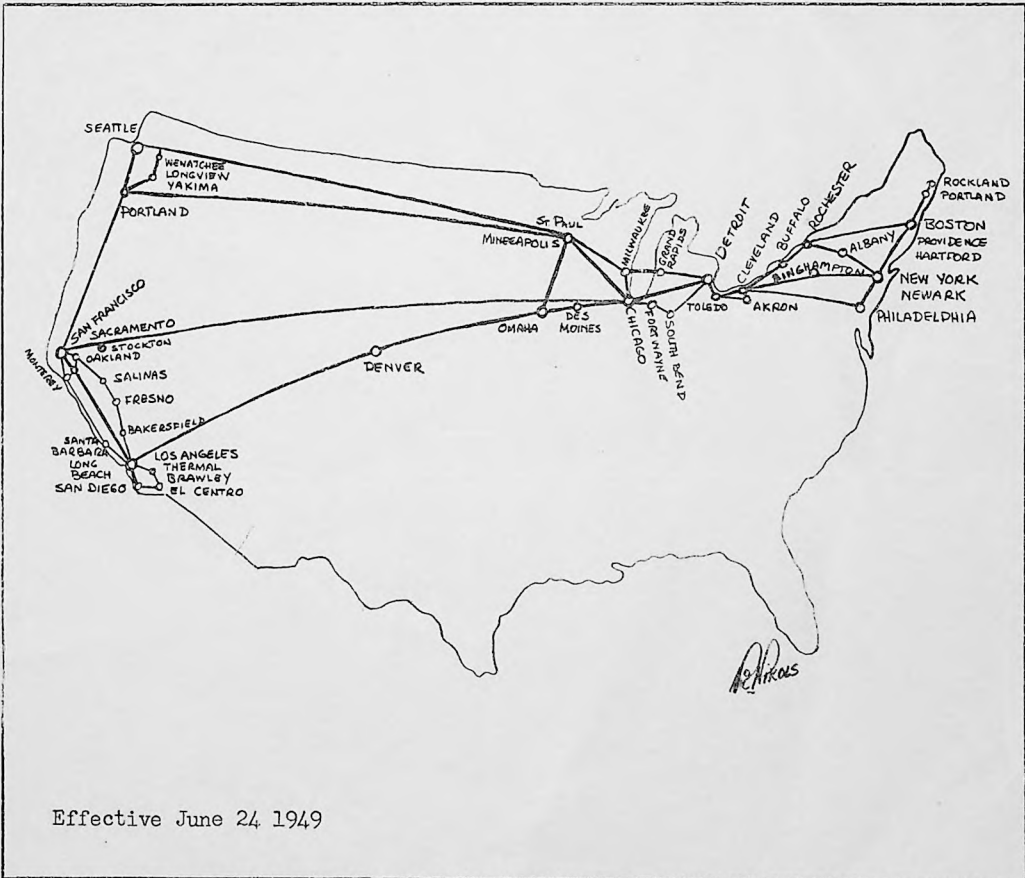 SEATTLE
WENATCHEE
LONGVIEW
YAKIMA
PORTLAND
ST PAUL
MINEEAPOLIS
MILWAUKEE
GRAND
RAPIDS
DETROIT
CLEVELAND
BUFFALO
ROCHESTER
ROCKLAND
PORTLAND
BOSTON
PROVIDENCE
HARTFORD
ALBANY
BINGHAMPTON
NEW YORK
NEWARK
PHILADELPHIA
TOLEDO
AKRON
CHICAGO
FORT WAYNE
SOUTH BEND
OMAHA
DES
MOINES
DENVER
SAN FRANCISCO
SACRAMENTO
STOCKTON
OAKLAND
MONTEREY
SALINAS
FRESNO
BAKERSFIELD
SANTA
BARBARA
LONG
BEACH
SAN DIEGO
LOS ANGELES
THERMAL
BRAWLEY
EL CENTRO
Effective June 24 1949